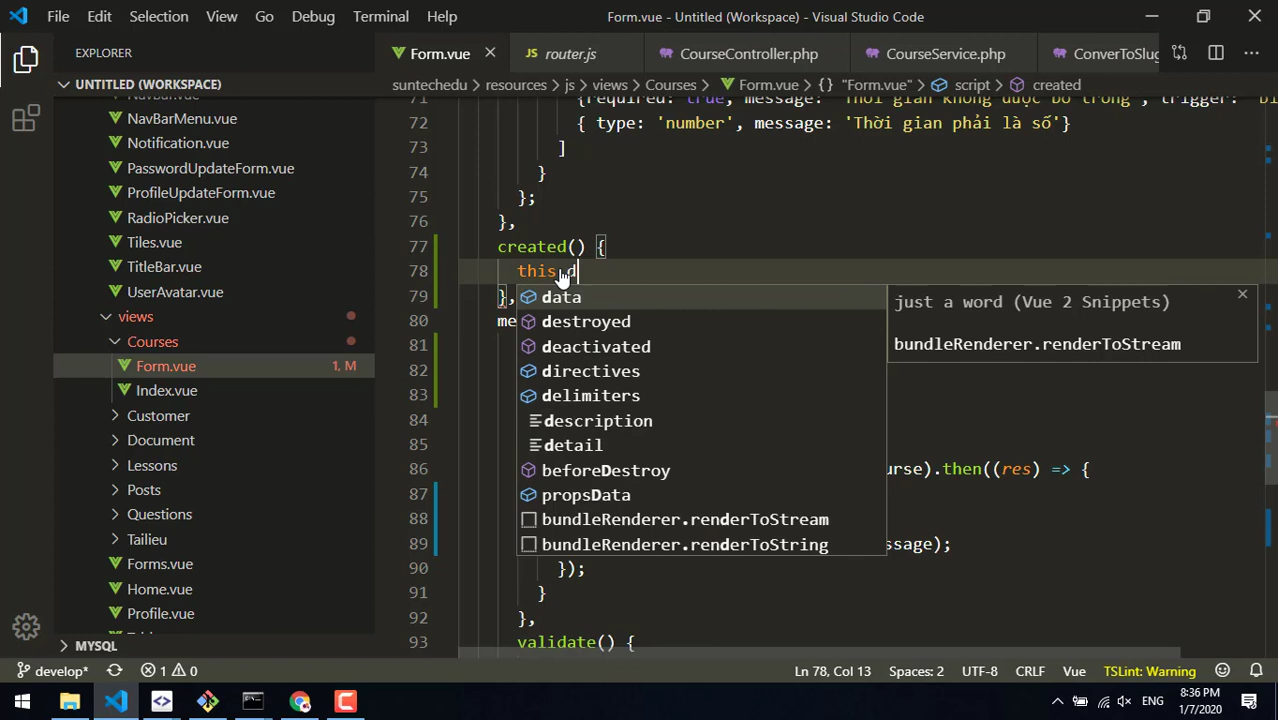 File Edit Selection View Go Debug Terminal Help Form.vue - Untitled (Workspace) - Visual Studio Code
EXPLORER
Form.vue router.js CourseController.php CourseService.php ConverToSlug
UNTITLED (WORKSPACE)
suntechedu > resources > js > views > Courses > Form.vue > {} "Form.vue" > script > created
NavBarMenu.vue
Notification.vue
PasswordUpdateForm.vue
ProfileUpdateForm.vue
RadioPicker.vue
Tiles.vue
TitleBar.vue
UserAvatar.vue
views
Courses
Form.vue 1, M
Index.vue
Customer
Document
Lessons
Posts
Questions
Tailieu
Forms.vue
Home.vue
Profile.vue
MYSQL
71 {required: true, message: 'Thời gian không được bỏ trống', trigger: 'bl
72 { type: 'number', message: 'Thời gian phải là số'}
73 ]
74 }
75 };
76 },
77 created() {
78 this.d
79 },
80 me
81
82
83
84
85
86 urse).then((res) => {
87
88
89 ssage);
90 });
91 }
92 },
93 validate() {
data
destroyed
deactivated
directives
delimiters
description
detail
beforeDestroy
propsData
bundleRenderer.renderToStream
bundleRenderer.renderToString
just a word (Vue 2 Snippets)
bundleRenderer.renderToStream
develop* 1 0 Ln 78, Col 13 Spaces: 2 UTF-8 CRLF Vue TSLint: Warning
ENG 8:36 PM
1/7/2020